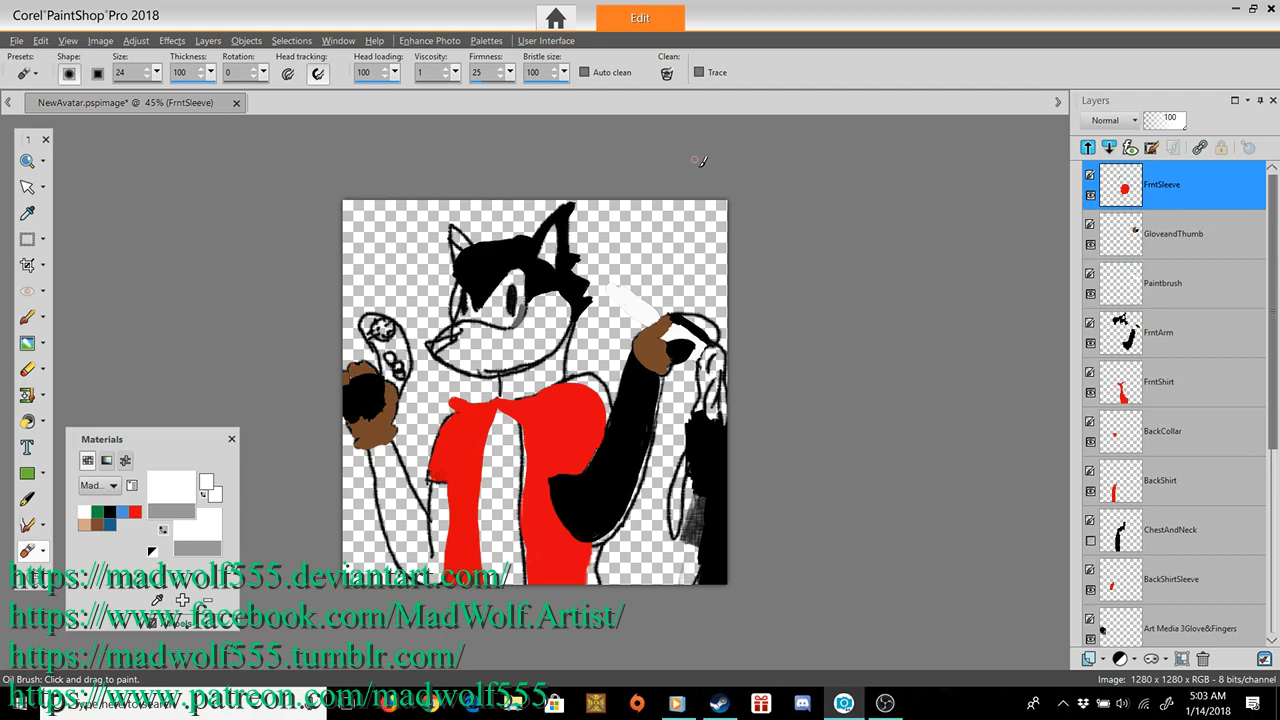 Corel® PaintShop® Pro 2018
Edit
File Edit View Image Adjust Effects Layers Objects Selections Window Help Enhance Photo Palettes User Interface
Presets: Shape: Size: Thickness: Rotation: Head tracking: Head loading: Viscosity: Firmness: Bristle size: Clean:
24 100 0 100 1 25 100 Auto clean Trace
NewAvatar.pspimage* @ 45% (FrntSleeve)
Layers
Normal 100
FrntSleeve
GloveandThumb
Paintbrush
FrntArm
FrntShirt
BackCollar
BackShirt
ChestAndNeck
BackShirtSleeve
Art Media 3Glove&Fingers
Materials
Mad...
https://madwolf555.deviantart.com/
https://www.facebook.com/MadWolf.Artist/
https://madwolf555.tumblr.com/
https://www.patreon.com/madwolf555
Oil Brush: Click and drag to paint.
Image: 1280 x 1280 x RGB - 8 bits/channel
Type here to search
5:03 AM
1/14/2018